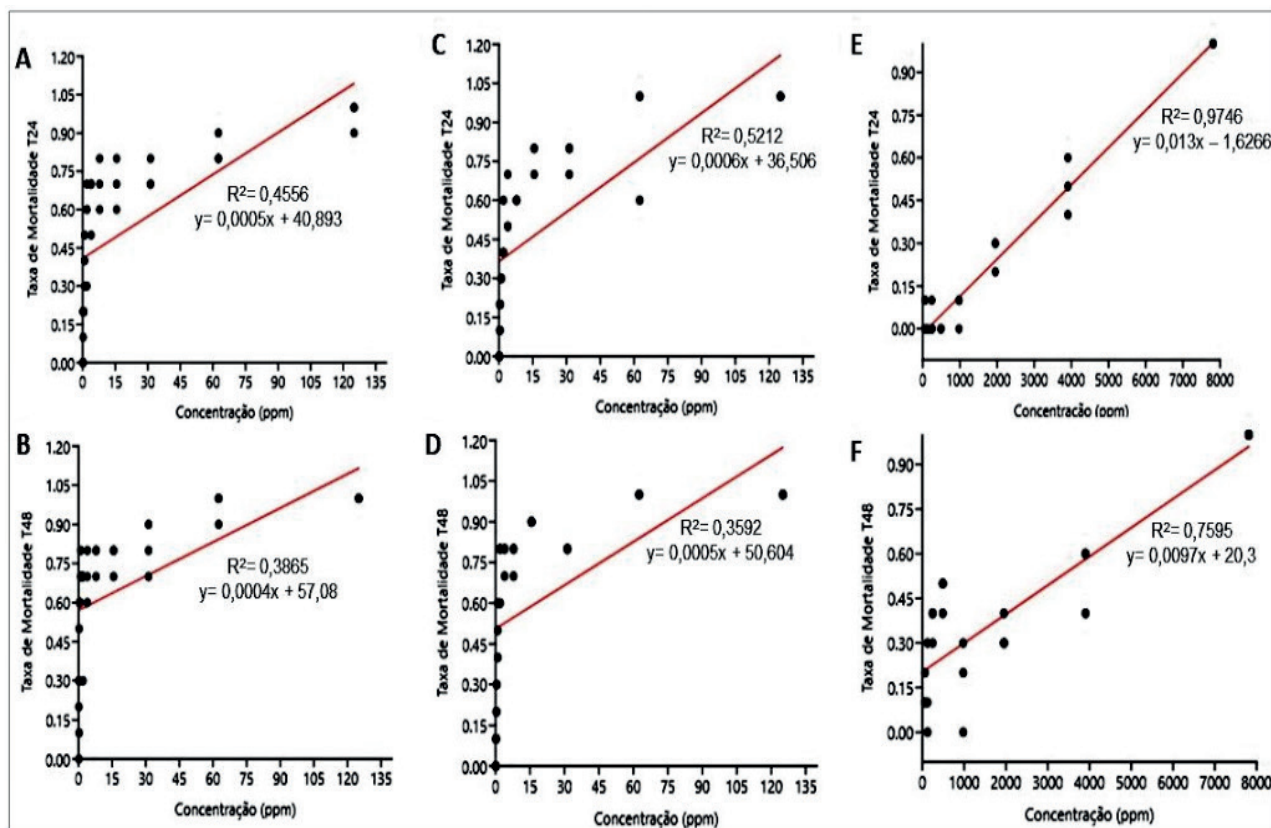 A
Taxa de Mortalidade T24
1.20
1.05
0.90
0.75
0.60
0.45
0.30
0.15
0.00
R²= 0,4556
y= 0,0005x + 40,893
0 15 30 45 60 75 90 105 120 135
Concentração (ppm)
C
Taxa de Mortalidade T24
1.20
1.05
0.90
0.75
0.60
0.45
0.30
0.15
0.00
R²= 0,5212
y= 0,0006x + 36,506
0 15 30 45 60 75 90 105 120 135
Concentração (ppm)
E
Taxa de Mortalidade T24
0.90
0.75
0.60
0.45
0.30
0.15
0.00
R²= 0,9746
y= 0,013x – 1,6266
0 1000 2000 3000 4000 5000 6000 7000 8000
Concentração (ppm)
B
Taxa de Mortalidade T48
1.20
1.05
0.90
0.75
0.60
0.45
0.30
0.15
0.00
R²= 0,3865
y= 0,0004x + 57,08
0 15 30 45 60 75 90 105 120 135
Concentração (ppm)
D
Taxa de Mortalidade T48
1.20
1.05
0.90
0.75
0.60
0.45
0.30
0.15
0.00
R²= 0,3592
y= 0,0005x + 50,604
0 15 30 45 60 75 90 105 120 135
Concentração (ppm)
F
Taxa de Mortalidade T48
0.90
0.75
0.60
0.45
0.30
0.15
0.00
R²= 0,7595
y= 0,0097x + 20,3
0 1000 2000 3000 4000 5000 6000 7000 8000
Concentração (ppm)